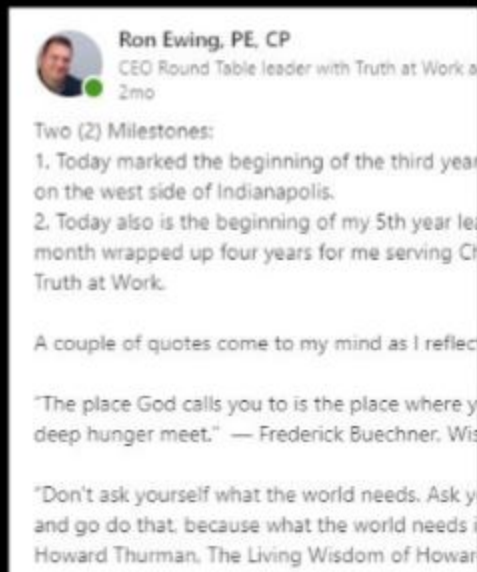 Ron Ewing, PE, CP
CEO Round Table leader with Truth at Work a
2mo
Two (2) Milestones:
1. Today marked the beginning of the third year
on the west side of Indianapolis.
2. Today also is the beginning of my 5th year lea
month wrapped up four years for me serving Ch
Truth at Work.
A couple of quotes come to my mind as I reflec
"The place God calls you to is the place where y
deep hunger meet." — Frederick Buechner, Wis
"Don't ask yourself what the world needs. Ask y
and go do that, because what the world needs i
Howard Thurman, The Living Wisdom of Howar